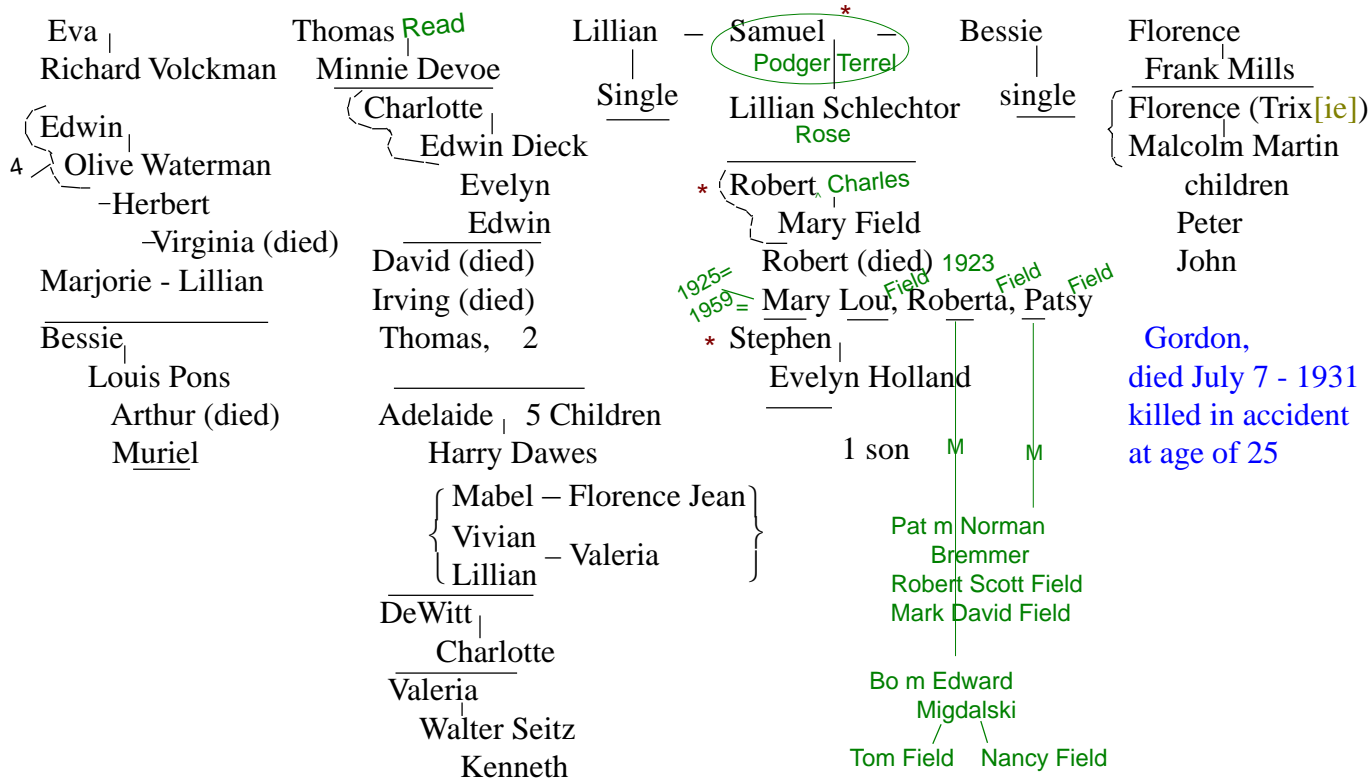 Eva
Richard Volckman
Edwin
4 Olive Waterman
–Herbert
–Virginia (died)
Marjorie - Lillian
Bessie
Louis Pons
Arthur (died)
Muriel
Thomas Read
Minnie Devoe
Charlotte
Edwin Dieck
Evelyn
Edwin
David (died)
Irving (died)
Thomas, 2
Adelaide 5 Children
Harry Dawes
Mabel – Florence Jean
Vivian
Lillian – Valeria
DeWitt
Charlotte
Valeria
Walter Seitz
Kenneth
Lillian – Samuel * –
Single
Podger Terrel
Lillian Schlechtor
Rose
* Robert ^ Charles
Mary Field
Robert (died) 1923
1925=
1959=
Mary Lou, Roberta, Patsy
Field Field Field
* Stephen
Evelyn Holland
1 son
M M
Pat m Norman
Bremmer
Robert Scott Field
Mark David Field
Bo m Edward
Migdalski
Tom Field Nancy Field
Bessie
single
Florence
Frank Mills
Florence (Trix[ie])
Malcolm Martin
children
Peter
John
Gordon,
died July 7 - 1931
killed in accident
at age of 25